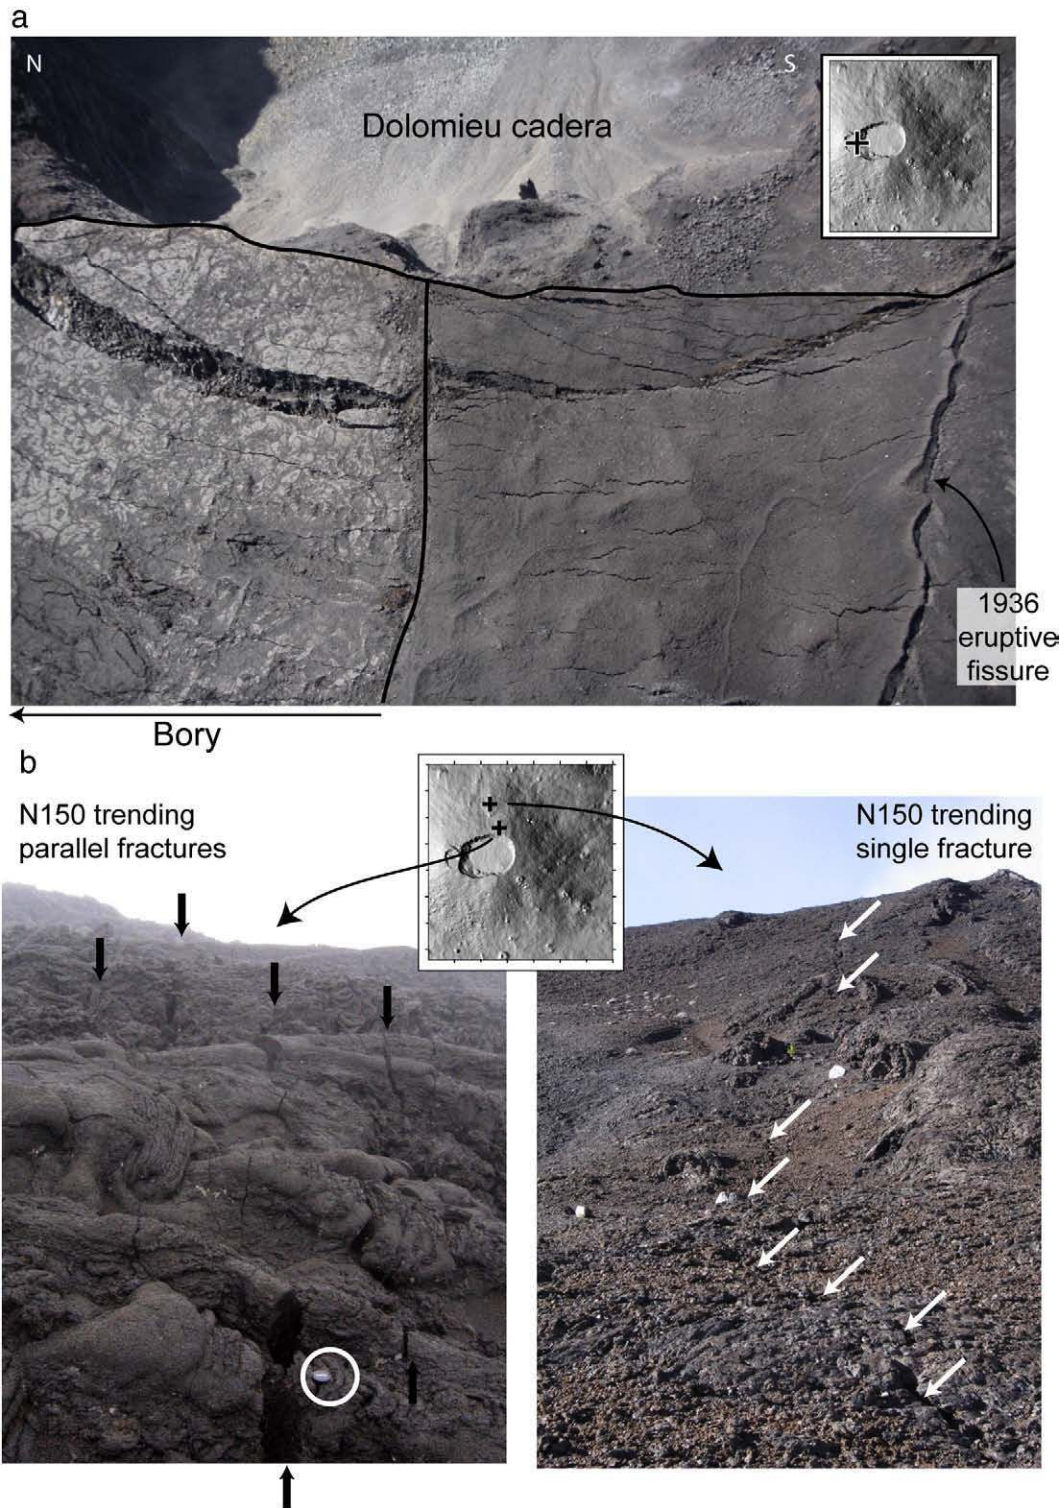 a
N
S
Dolomieu cadera
1936
eruptive
fissure
Bory
b
N150 trending
parallel fractures
N150 trending
single fracture